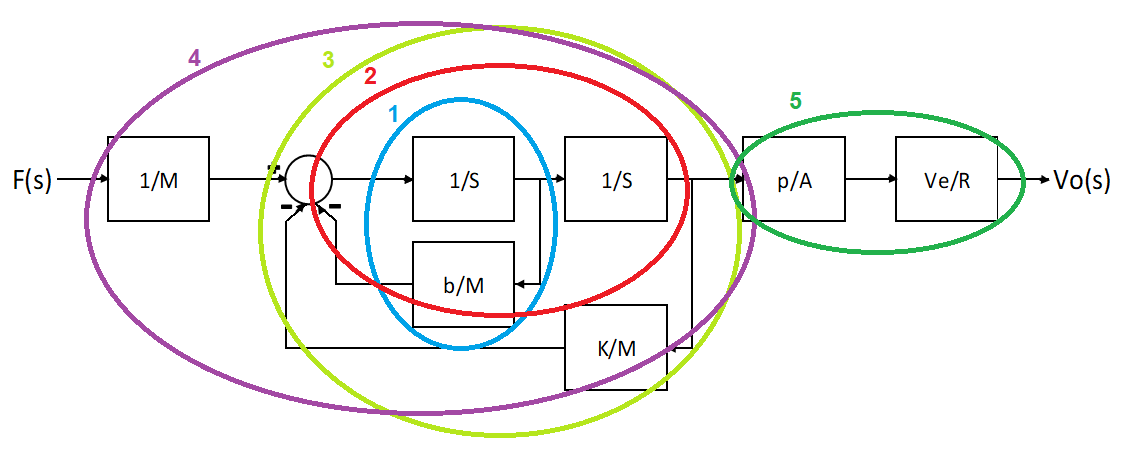 4
3
2
1
5
F(s)
1/M
+
-
-
1/S
1/S
p/A
Ve/R
Vo(s)
b/M
K/M